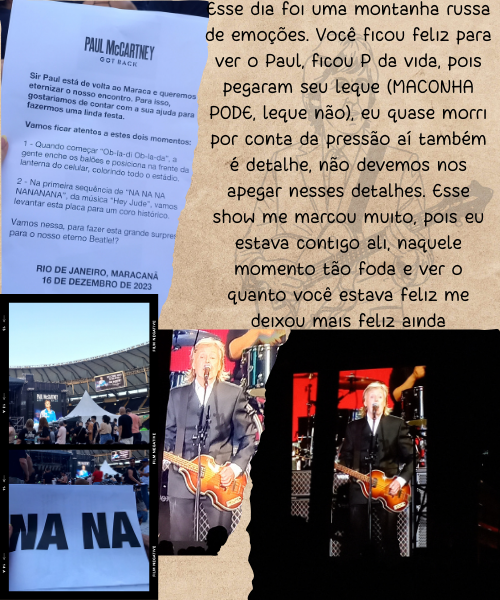 PAUL McCARTNEY
GOT BACK
Sir Paul está de volta ao Maraca e queremos
eternizar o nosso encontro. Para isso,
gostaríamos de contar com a sua ajuda para
fazermos uma linda festa.
Vamos ficar atentos a estes dois momentos:
1 - Quando começar "Ob-la-di Ob-la-da", a
gente enche os balões e posiciona na frente da
lanterna do celular, colorindo todo o estádio.
2 - Na primeira sequência de "NA NA NA
NANANANA", da música "Hey Jude", vamos
levantar esta placa para um coro histórico.
Vamos nessa, para fazer esta grande surpres
para o nosso eterno Beatle!?
RIO DE JANEIRO, MARACANÃ
16 DE DEZEMBRO DE 2023
Esse dia foi uma montanha russa
de emoções. Você ficou feliz para
ver o Paul, ficou P da vida, pois
pegaram seu leque (MACONHA
PODE, leque não), eu quase morri
por conta da pressão aí também
é detalhe, não devemos nos
apegar nesses detalhes. Esse
show me marcou muito, pois eu
estava contigo ali, naquele
momento tão foda e ver o
quanto você estava feliz me
deixou mais feliz ainda
NA NA